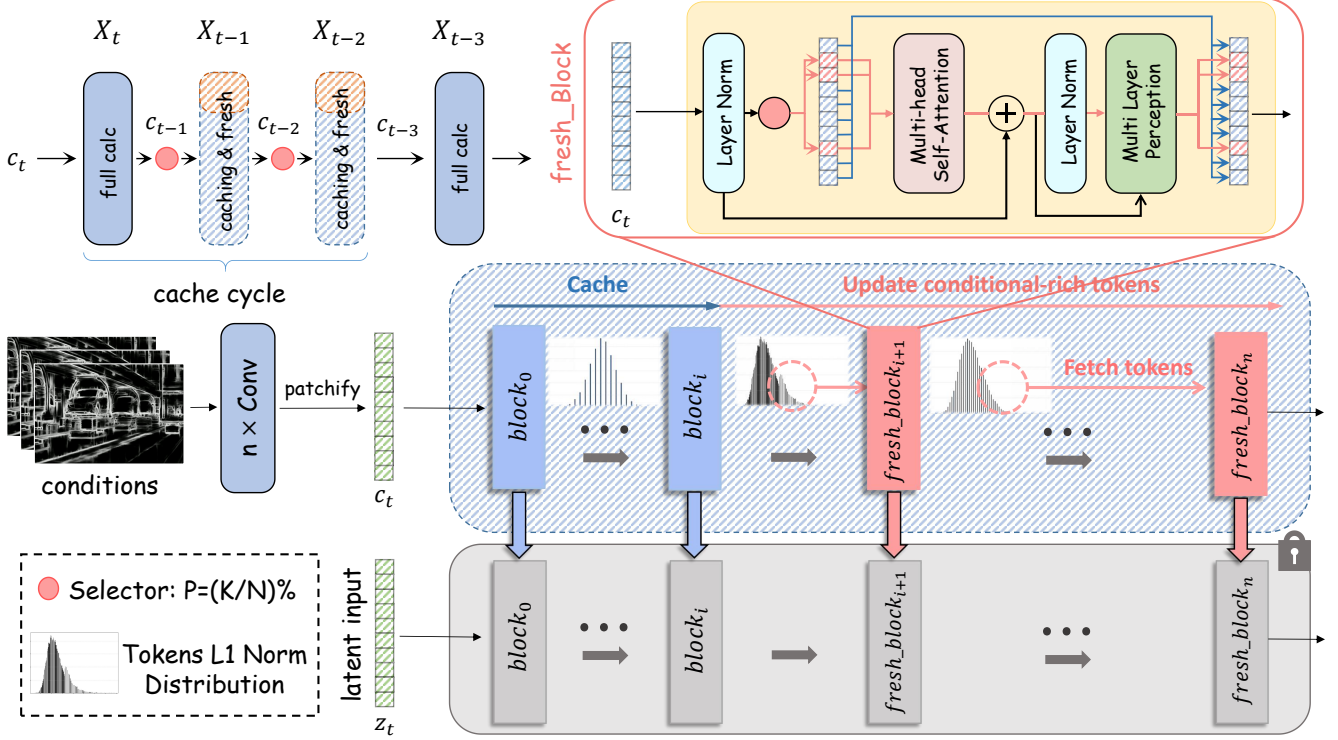 X_t
X_{t-1}
X_{t-2}
X_{t-3}
c_t
full calc
c_{t-1}
caching & fresh
c_{t-2}
caching & fresh
c_{t-3}
full calc
cache cycle
fresh_Block
c_t
Layer Norm
Multi-head
Self-Attention
+
Layer Norm
Multi Layer
Perception
Cache
Update conditional-rich tokens
conditions
n × Conv
patchify
c_t
block_0
block_i
fresh_block_{i+1}
Fetch tokens
fresh_block_n
Selector: P=(K/N)%
Tokens L1 Norm
Distribution
latent input
z_t
block_0
block_i
fresh_block_{i+1}
fresh_block_n